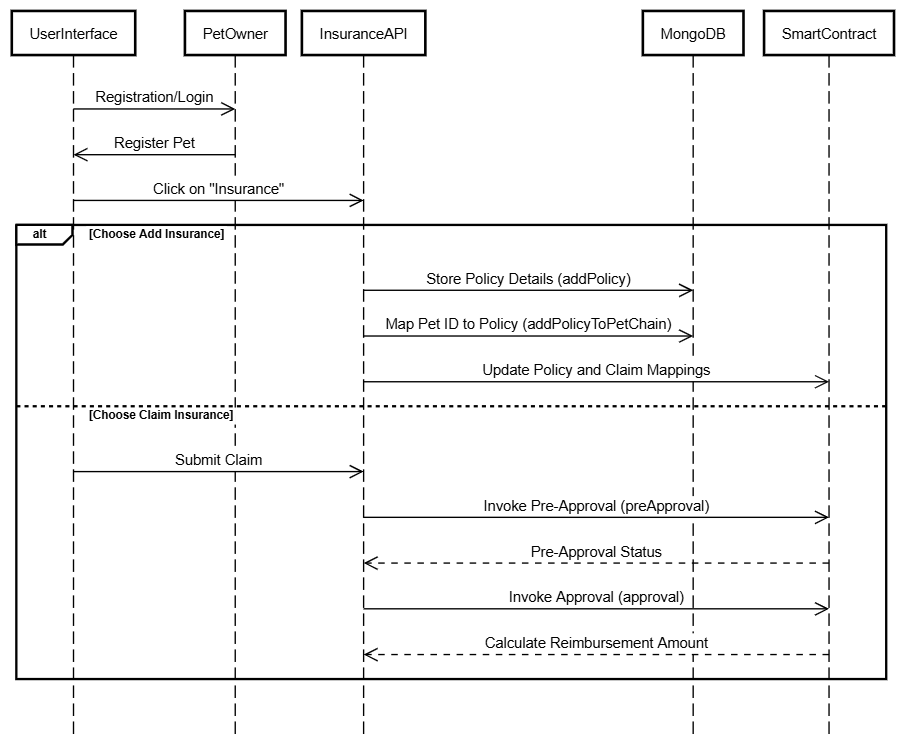 UserInterface
PetOwner
InsuranceAPI
MongoDB
SmartContract
Registration/Login
Register Pet
Click on "Insurance"
alt
[Choose Add Insurance]
Store Policy Details (addPolicy)
Map Pet ID to Policy (addPolicyToPetChain)
Update Policy and Claim Mappings
[Choose Claim Insurance]
Submit Claim
Invoke Pre-Approval (preApproval)
Pre-Approval Status
Invoke Approval (approval)
Calculate Reimbursement Amount